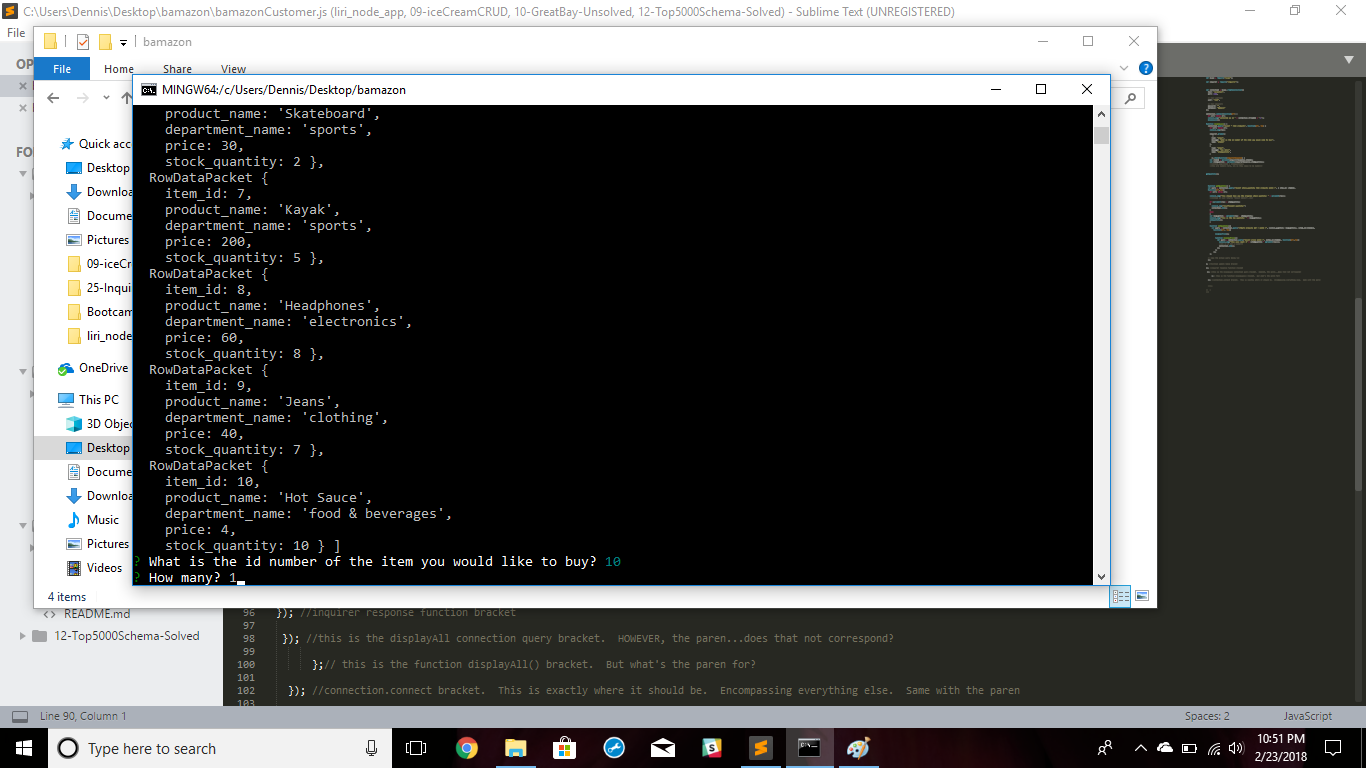 C:\Users\Dennis\Desktop\bamazon\bamazonCustomer.js (liri_node_app, 09-iceCreamCRUD, 10-GreatBay-Unsolved, 12-Top5000Schema-Solved) - Sublime Text (UNREGISTERED)
File
bamazon
File Home Share View
MINGW64:/c/Users/Dennis/Desktop/bamazon
product_name: 'Skateboard',
department_name: 'sports',
price: 30,
stock_quantity: 2 },
RowDataPacket {
item_id: 7,
product_name: 'Kayak',
department_name: 'sports',
price: 200,
stock_quantity: 5 },
RowDataPacket {
item_id: 8,
product_name: 'Headphones',
department_name: 'electronics',
price: 60,
stock_quantity: 8 },
RowDataPacket {
item_id: 9,
product_name: 'Jeans',
department_name: 'clothing',
price: 40,
stock_quantity: 7 },
RowDataPacket {
item_id: 10,
product_name: 'Hot Sauce',
department_name: 'food & beverages',
price: 4,
stock_quantity: 10 } ]
? What is the id number of the item you would like to buy? 10
? How many? 1
OP
FO
Quick acc
Desktop
Downloa
Docume
Pictures
09-iceCr
25-Inqui
Bootcam
liri_node
OneDrive
This PC
3D Objec
Desktop
Docume
Downloa
Music
Pictures
Videos
4 items
README.md
12-Top5000Schema-Solved
96 }); //inquirer response function bracket
97
98 }); //this is the displayAll connection query bracket.  HOWEVER, the paren...does that not correspond?
99
100 };// this is the function displayAll() bracket.  But what's the paren for?
101
102 }); //connection.connect bracket.  This is exactly where it should be.  Encompassing everything else.  Same with the paren
103
Line 90, Column 1
Spaces: 2
JavaScript
Type here to search
10:51 PM
2/23/2018